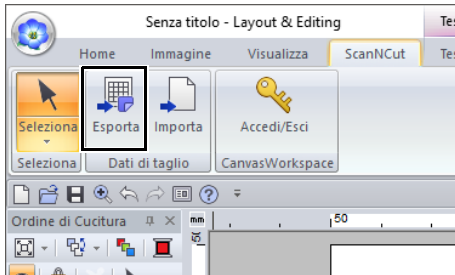 Senza titolo - Layout & Editing
Home Immagine Visualizza ScanNCut
Seleziona Esporta Importa Accedi/Esci
Seleziona Dati di taglio CanvasWorkspace
Ordine di Cucitura
mm 50